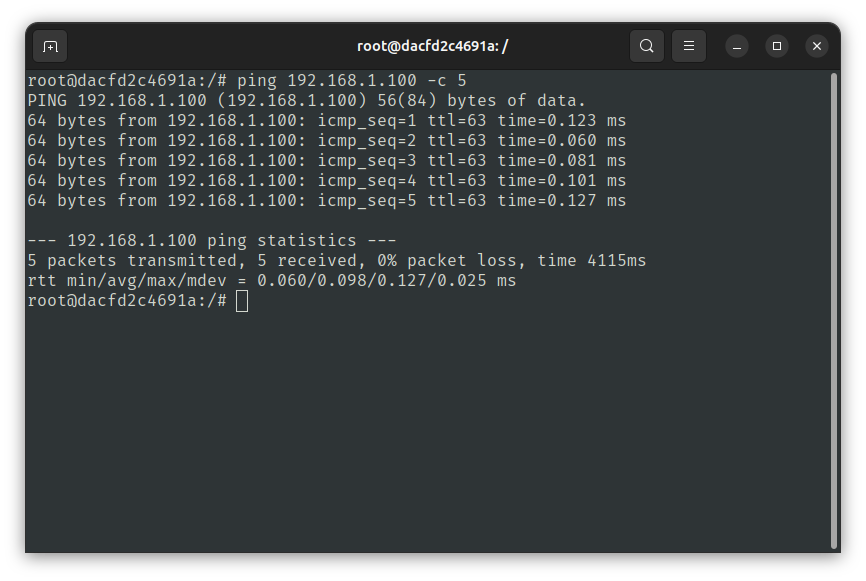 root@dacfd2c4691a: /
root@dacfd2c4691a:/# ping 192.168.1.100 -c 5
PING 192.168.1.100 (192.168.1.100) 56(84) bytes of data.
64 bytes from 192.168.1.100: icmp_seq=1 ttl=63 time=0.123 ms
64 bytes from 192.168.1.100: icmp_seq=2 ttl=63 time=0.060 ms
64 bytes from 192.168.1.100: icmp_seq=3 ttl=63 time=0.081 ms
64 bytes from 192.168.1.100: icmp_seq=4 ttl=63 time=0.101 ms
64 bytes from 192.168.1.100: icmp_seq=5 ttl=63 time=0.127 ms

--- 192.168.1.100 ping statistics ---
5 packets transmitted, 5 received, 0% packet loss, time 4115ms
rtt min/avg/max/mdev = 0.060/0.098/0.127/0.025 ms
root@dacfd2c4691a:/#